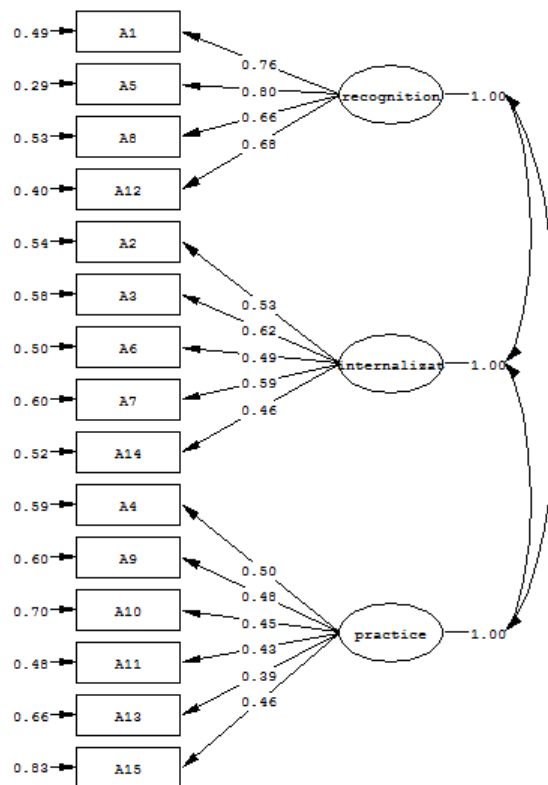 0.49 A1
0.76
0.29 A5 0.80 recognition 1.00
0.66
0.53 A8
0.68
0.40 A12
0.54 A2
0.58 A3
0.53
0.62
0.50 A6
0.49 internalizat 1.00
0.59
0.60 A7
0.46
0.52 A14
0.59 A4
0.60 A9
0.50
0.48
0.70 A10
0.45 practice 1.00
0.43
0.48 A11
0.39
0.46
0.66 A13
0.83 A15